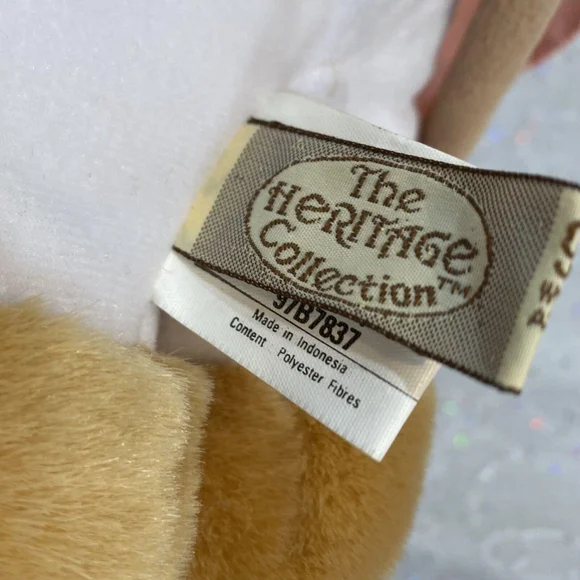 The
HERITAGE
Collection™
97B7837
Made in Indonesia
Content Polyester Fibres